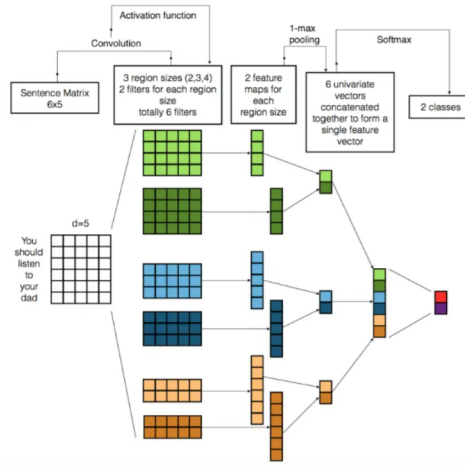 Activation function
Convolution
1-max
pooling
Softmax
Sentence Matrix
6x5
3 region sizes (2,3,4)
2 filters for each region
size
totally 6 filters
2 feature
maps for
each
region size
6 univariate
vectors
concatenated
together to form a
single feature
vector
2 classes
d=5
You
should
listen
to
your
dad